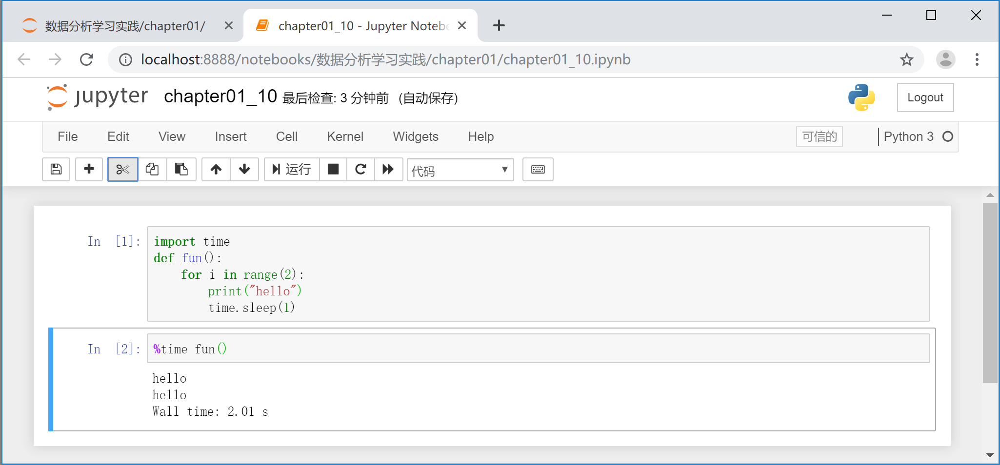 数据分析学习实践/chapter01/
chapter01_10 - Jupyter Notebo
localhost:8888/notebooks/数据分析学习实践/chapter01/chapter01_10.ipynb
jupyter chapter01_10 最后检查: 3 分钟前 (自动保存) Logout
File Edit View Insert Cell Kernel Widgets Help 可信的 Python 3
运行 代码
In [1]: import time
def fun():
    for i in range(2):
        print("hello")
        time.sleep(1)
In [2]: %time fun()
hello
hello
Wall time: 2.01 s